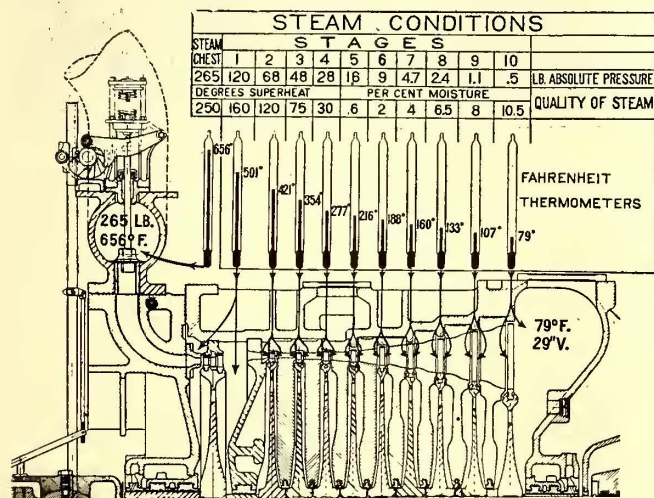 STEAM CONDITIONS
STEAM CHEST
STAGES
1 2 3 4 5 6 7 8 9 10
265 120 68 48 28 16 9 4.7 2.4 1.1 .5 LB. ABSOLUTE PRESSURE
DEGREES SUPERHEAT PER CENT MOISTURE
QUALITY OF STEAM
250 160 120 75 30 .6 2 4 6.5 8 10.5
656° 501° 421° 354° 277° 216° 188° 160° 133° 107° 79°
FAHRENHEIT
THERMOMETERS
265 LB.
656° F.
79° F.
29" V.